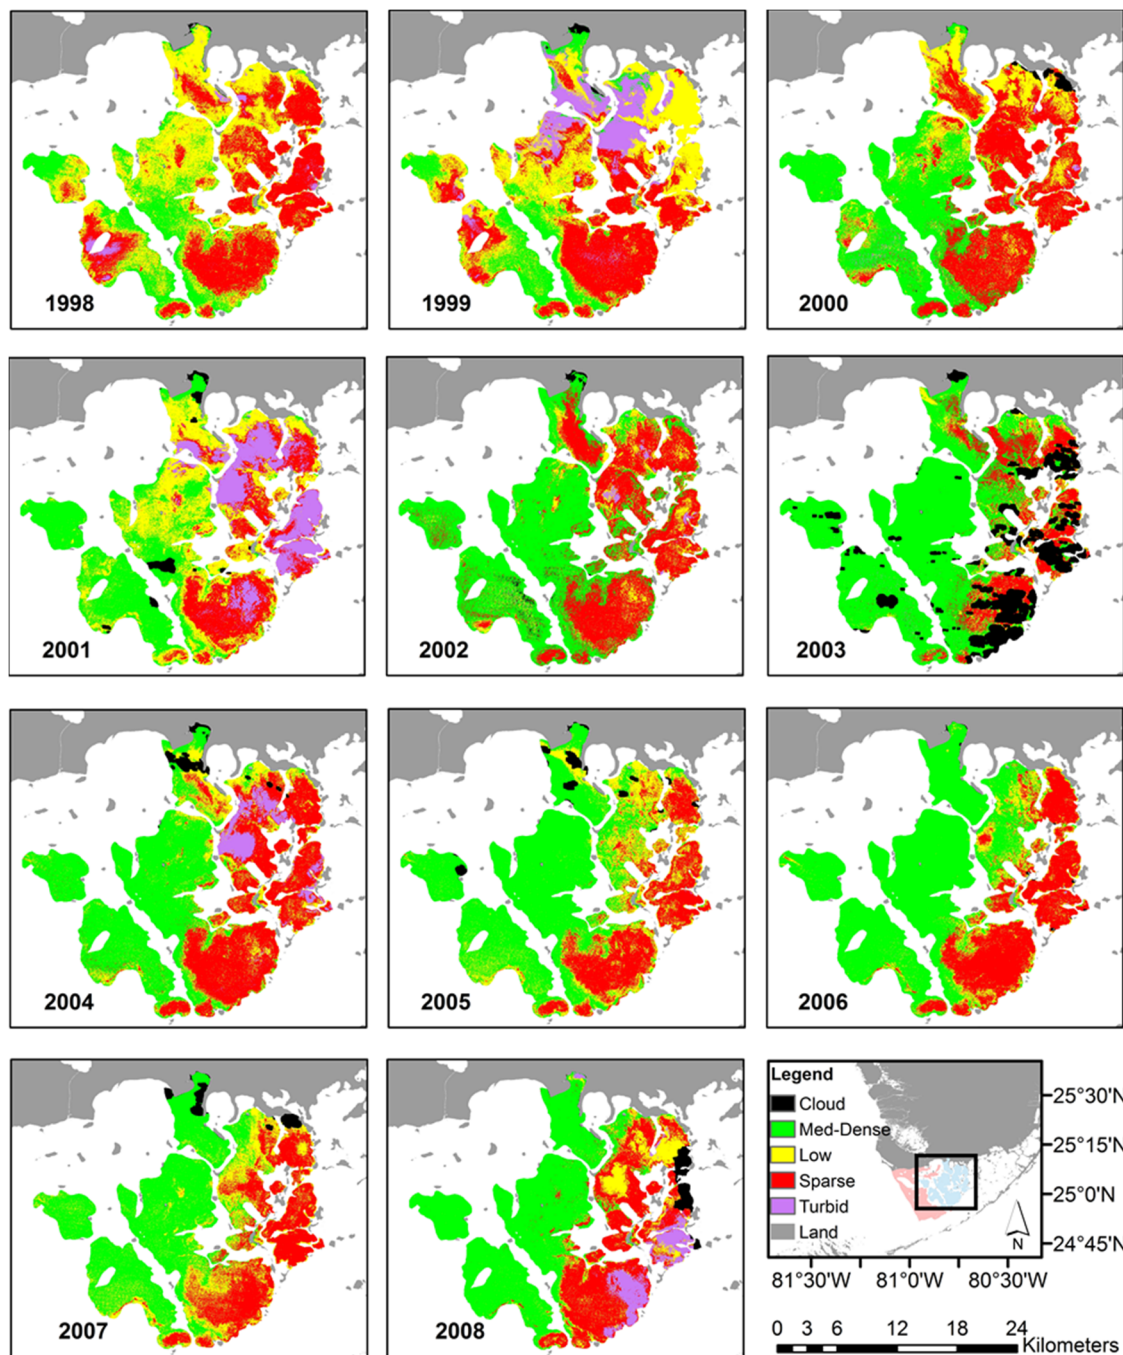 1998
1999
2000
2001
2002
2003
2004
2005
2006
2007
2008
Legend
Cloud
Med-Dense
Low
Sparse
Turbid
Land
N
25°30'N
25°15'N
25°0'N
24°45'N
81°30'W 81°0'W 80°30'W
0 3 6 12 18 24
Kilometers